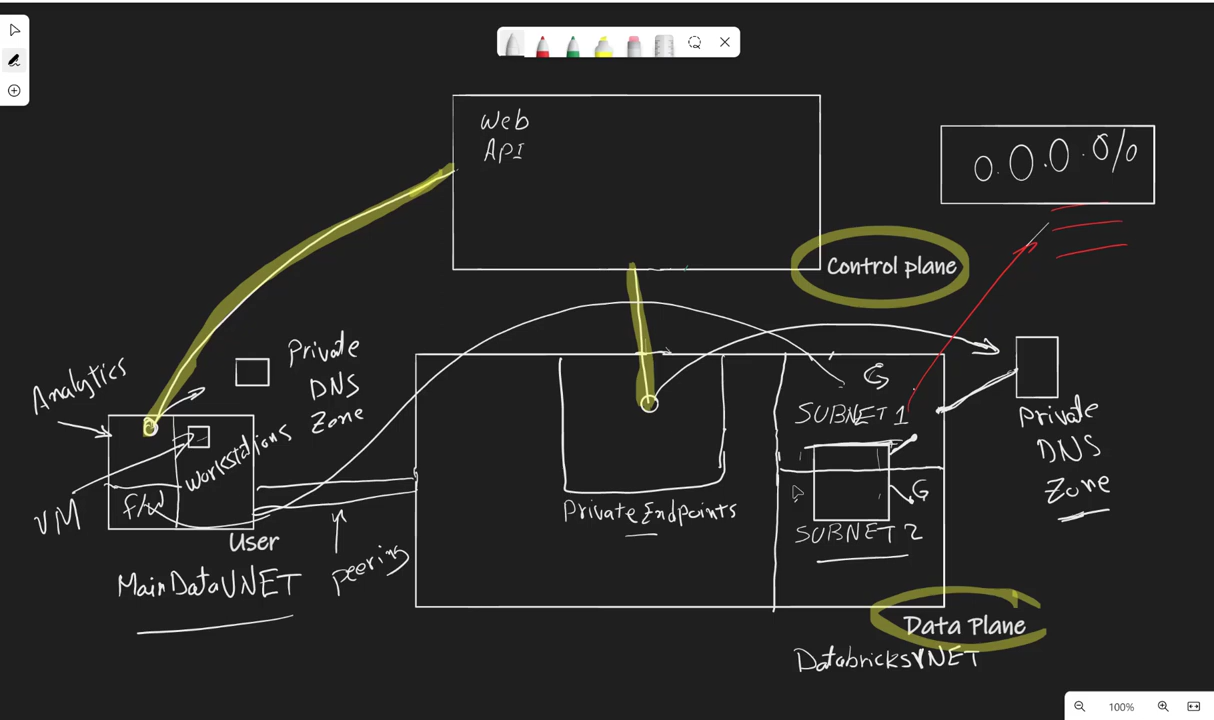 Web
API
0.0.0.0/0
Control plane
Analytics
Private
DNS
Zone
workstations
VM
F/W
User
MainDataVNET
peering
Private Endpoints
G
SUBNET 1
G
SUBNET 2
Private
DNS
Zone
Data Plane
DatabricksVNET
100%